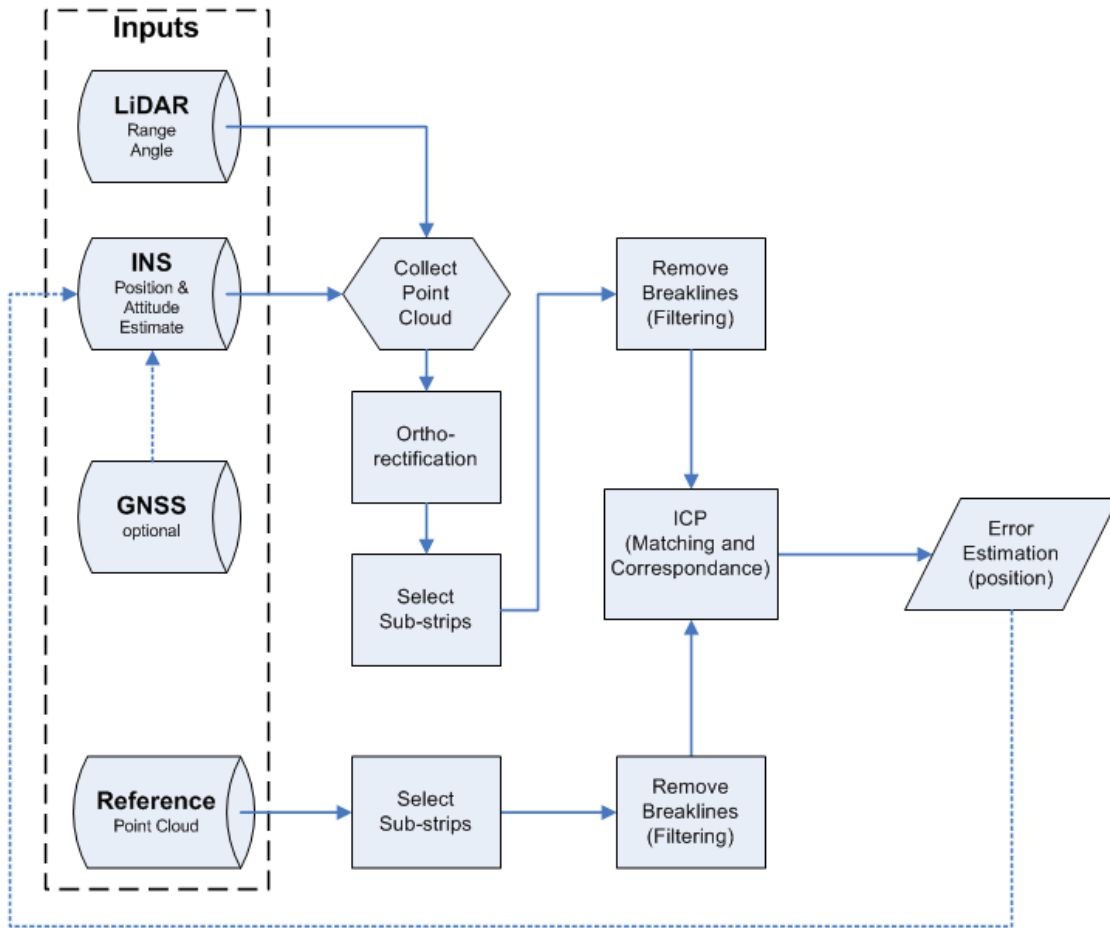 Inputs
LiDAR
Range
Angle
INS
Position &
Attitude
Estimate
GNSS
optional
Reference
Point Cloud
Collect
Point
Cloud
Ortho-
rectification
Select
Sub-strips
Select
Sub-strips
Remove
Breaklines
(Filtering)
ICP
(Matching and
Correspondance)
Remove
Breaklines
(Filtering)
Error
Estimation
(position)